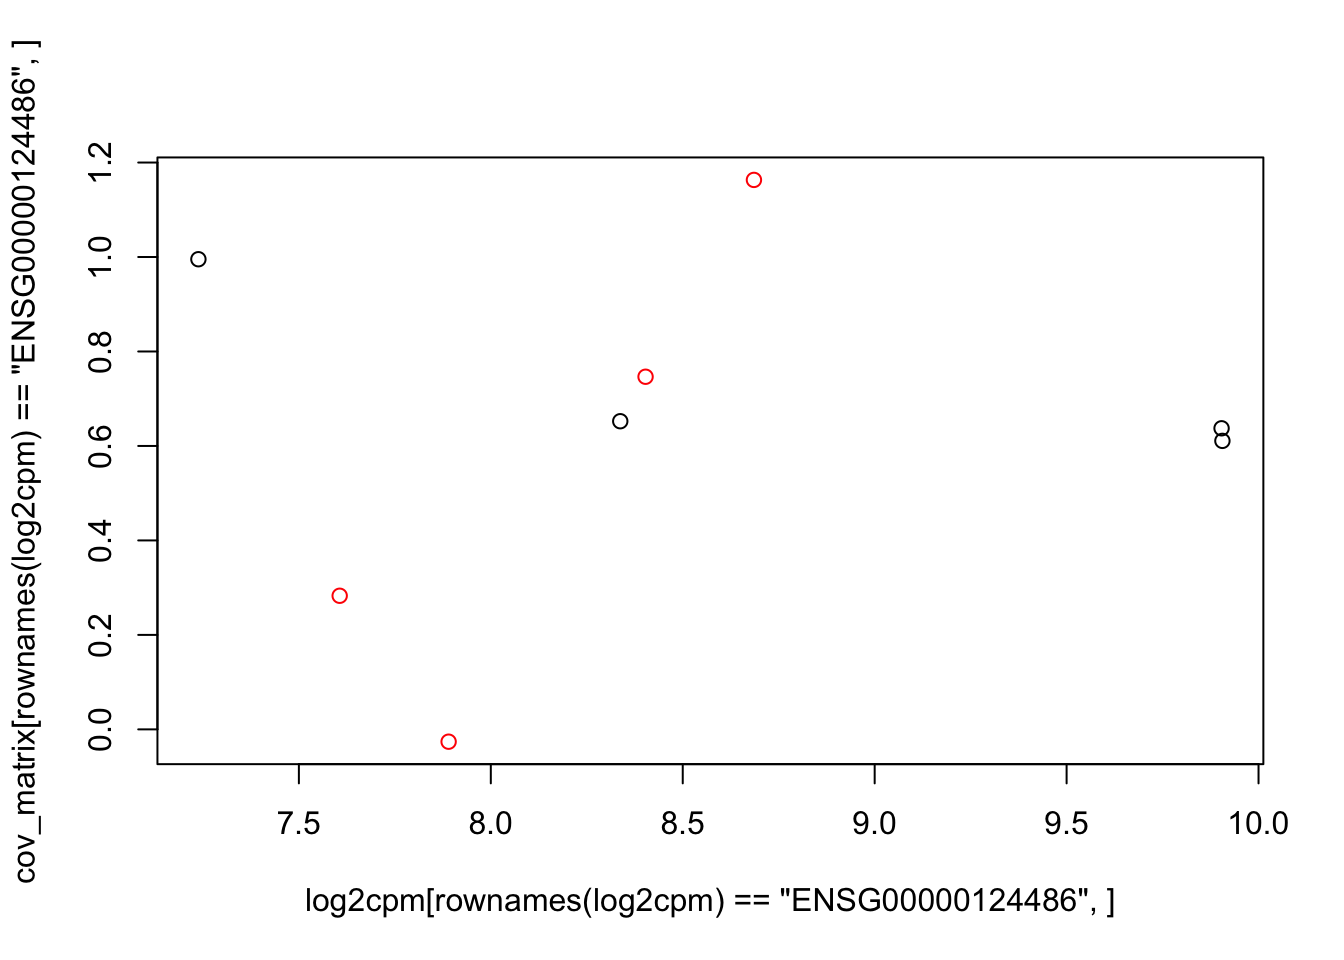 cov_matrix[rownames(log2cpm) == "ENSG00000124486", ]
1.2
1.0
0.8
0.6
0.4
0.2
0.0
7.5 8.0 8.5 9.0 9.5 10.0
log2cpm[rownames(log2cpm) == "ENSG00000124486", ]